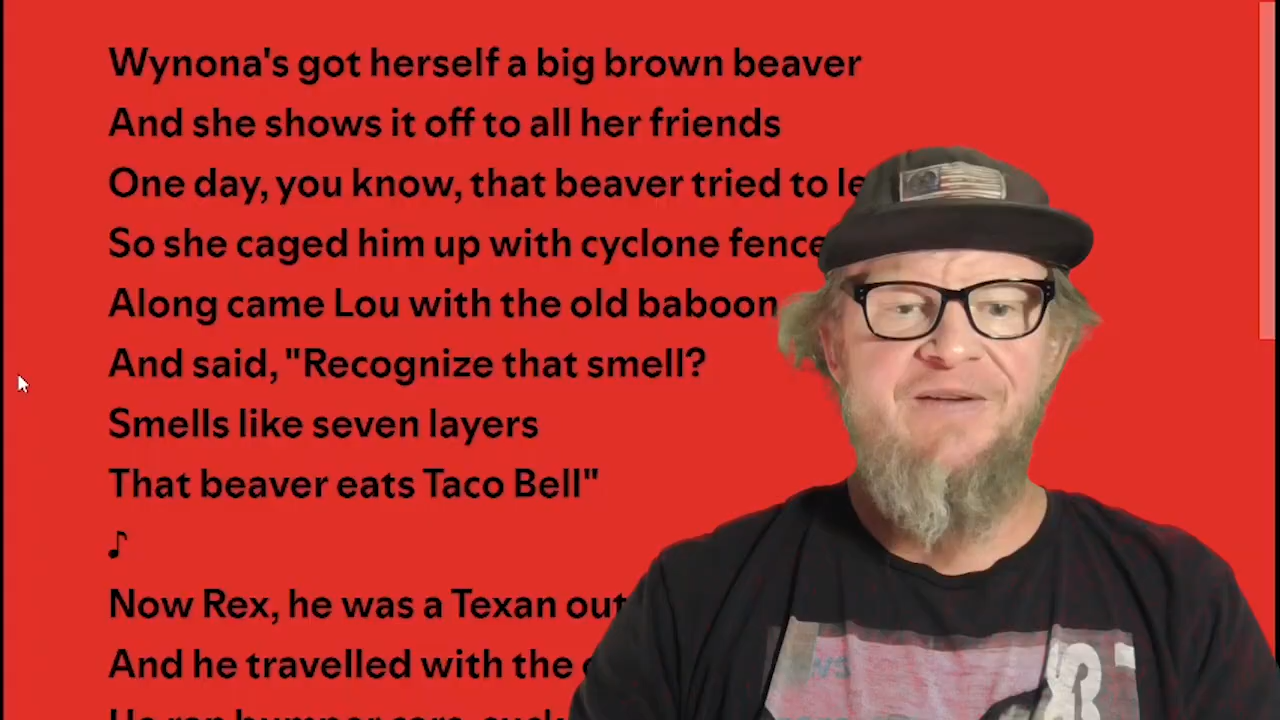 Wynona's got herself a big brown beaver
And she shows it off to all her friends
One day, you know, that beaver tried to
So she caged him up with cyclone fence
Along came Lou with the old baboon
And said, "Recognize that smell?
Smells like seven layers
That beaver eats Taco Bell"
♪
Now Rex, he was a Texan out
And he travelled with the